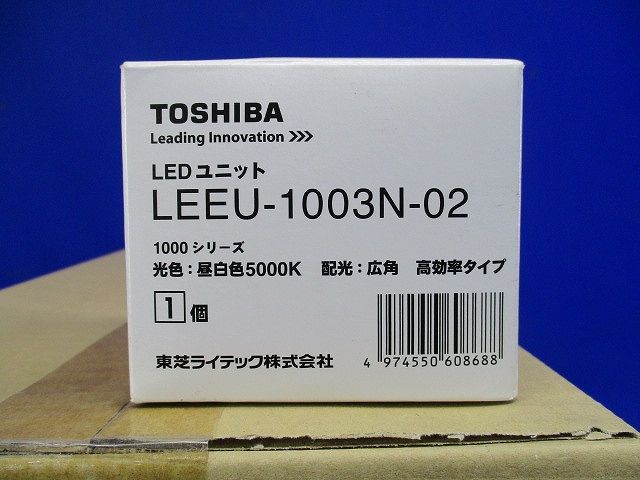 TOSHIBA
Leading Innovation >>>
LEDユニット
LEEU-1003N-02
1000シリーズ
光色：昼白色5000K 配光：広角 高効率タイプ
1個
東芝ライテック株式会社
4 974550 608688